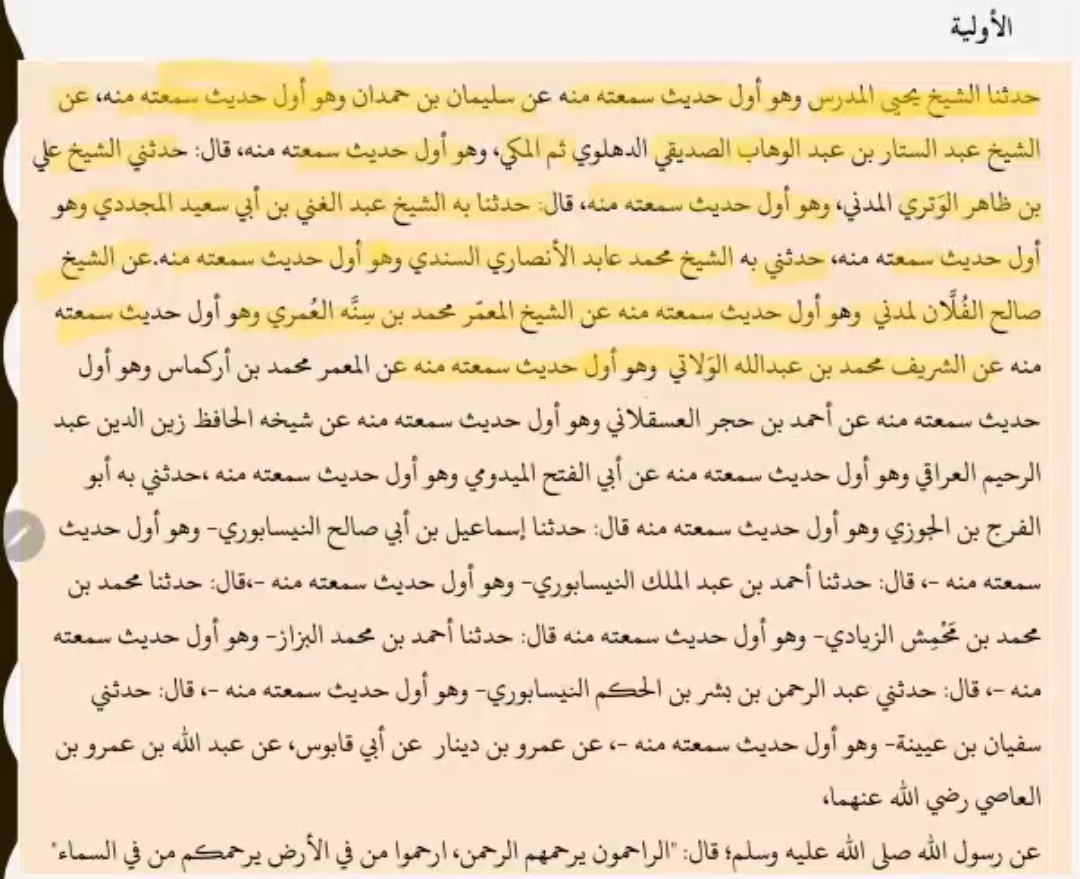 الأولية
حدثنا الشيخ يحيى المدرس وهو أول حديث سمعته منه عن سليمان بن حمدان وهو أول حديث سمعته منه، عن
الشيخ عبد الستار بن عبد الوهاب الصديقي الدهلوي ثم المكي، وهو أول حديث سمعته منه، قال: حدثني الشيخ علي
بن ظاهر الوَتري المدني، وهو أول حديث سمعته منه، قال: حدثنا به الشيخ عبد الغني بن أبي سعيد المجددي وهو
أول حديث سمعته منه، حدثني به الشيخ محمد عابد الأنصاري السندي وهو أول حديث سمعته منه.عن الشيخ
صالح الفُلَّان لمدني وهو أول حديث سمعته منه عن الشيخ المعمّر محمد بن سِنَّه العُمري وهو أول حديث سمعته
منه عن الشريف محمد بن عبدالله الوَلاتي وهو أول حديث سمعته منه عن المعمر محمد بن أركماس وهو أول
حديث سمعته منه عن أحمد بن حجر العسقلاني وهو أول حديث سمعته منه عن شيخه الحافظ زين الدين عبد
الرحيم العراقي وهو أول حديث سمعته منه عن أبي الفتح الميدومي وهو أول حديث سمعته منه ،حدثني به أبو
الفرج بن الجوزي وهو أول حديث سمعته منه قال: حدثنا إسماعيل بن أبي صالح النيسابوري- وهو أول حديث
سمعته منه -، قال: حدثنا أحمد بن عبد الملك النيسابوري- وهو أول حديث سمعته منه -،قال: حدثنا محمد بن
محمد بن مَحْمِش الزيادي- وهو أول حديث سمعته منه قال: حدثنا أحمد بن محمد البزاز- وهو أول حديث سمعته
منه -، قال: حدثني عبد الرحمن بن بشر بن الحكم النيسابوري- وهو أول حديث سمعته منه -، قال: حدثني
سفيان بن عيينة- وهو أول حديث سمعته منه -، عن عمرو بن دينار عن أبي قابوس، عن عبد الله بن عمرو بن
العاصي رضي الله عنهما،
عن رسول الله صلى الله عليه وسلم؛ قال: "الراحمون يرحمهم الرحمن، ارحموا من في الأرض يرحمكم من في السماء"